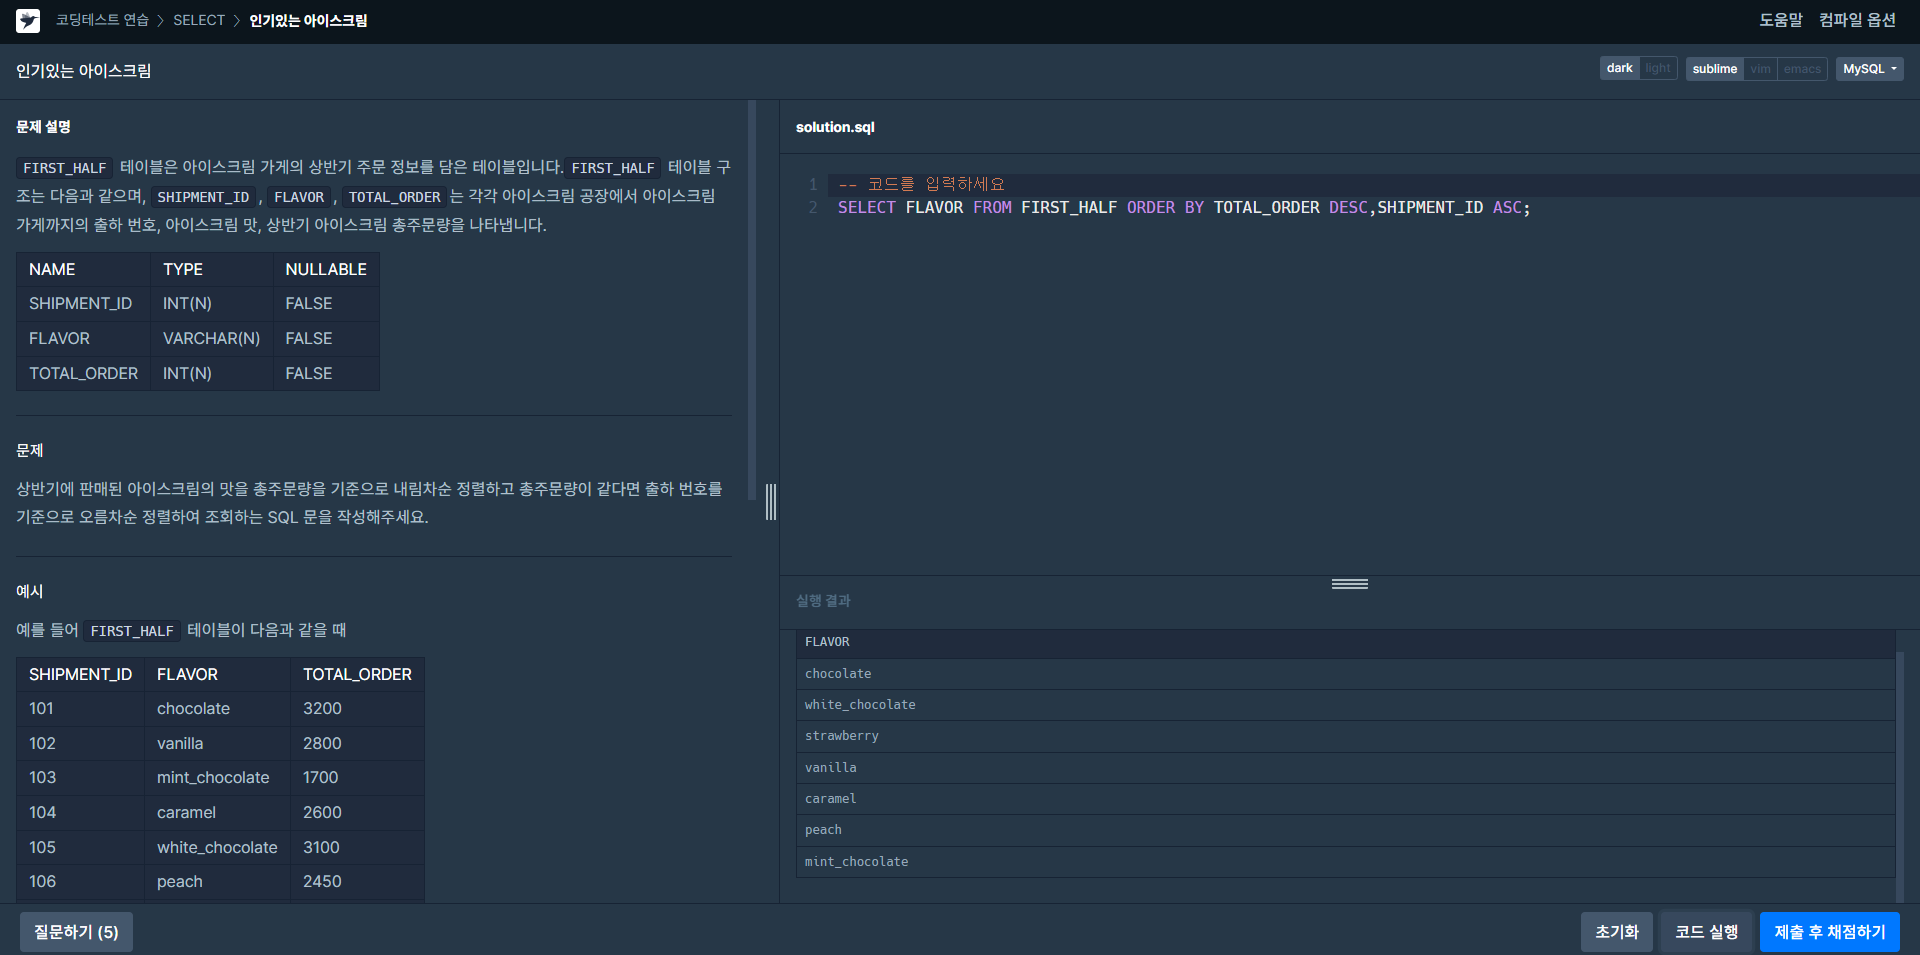 코딩테스트 연습 > SELECT > 인기있는 아이스크림
도움말 컴파일 옵션
인기있는 아이스크림
dark light sublime vim emacs MySQL
문제 설명
FIRST_HALF 테이블은 아이스크림 가게의 상반기 주문 정보를 담은 테이블입니다.FIRST_HALF 테이블 구
조는 다음과 같으며, SHIPMENT_ID, FLAVOR, TOTAL_ORDER는 각각 아이스크림 공장에서 아이스크림
가게까지의 출하 번호, 아이스크림 맛, 상반기 아이스크림 총주문량을 나타냅니다.
NAME TYPE NULLABLE
SHIPMENT_ID INT(N) FALSE
FLAVOR VARCHAR(N) FALSE
TOTAL_ORDER INT(N) FALSE
문제
상반기에 판매된 아이스크림의 맛을 총주문량을 기준으로 내림차순 정렬하고 총주문량이 같다면 출하 번호를
기준으로 오름차순 정렬하여 조회하는 SQL 문을 작성해주세요.
예시
예를 들어 FIRST_HALF 테이블이 다음과 같을 때
SHIPMENT_ID FLAVOR TOTAL_ORDER
101 chocolate 3200
102 vanilla 2800
103 mint_chocolate 1700
104 caramel 2600
105 white_chocolate 3100
106 peach 2450
solution.sql
1 -- 코드를 입력하세요
2 SELECT FLAVOR FROM FIRST_HALF ORDER BY TOTAL_ORDER DESC,SHIPMENT_ID ASC;
실행 결과
FLAVOR
chocolate
white_chocolate
strawberry
vanilla
caramel
peach
mint_chocolate
질문하기 (5)
초기화 코드 실행 제출 후 채점하기